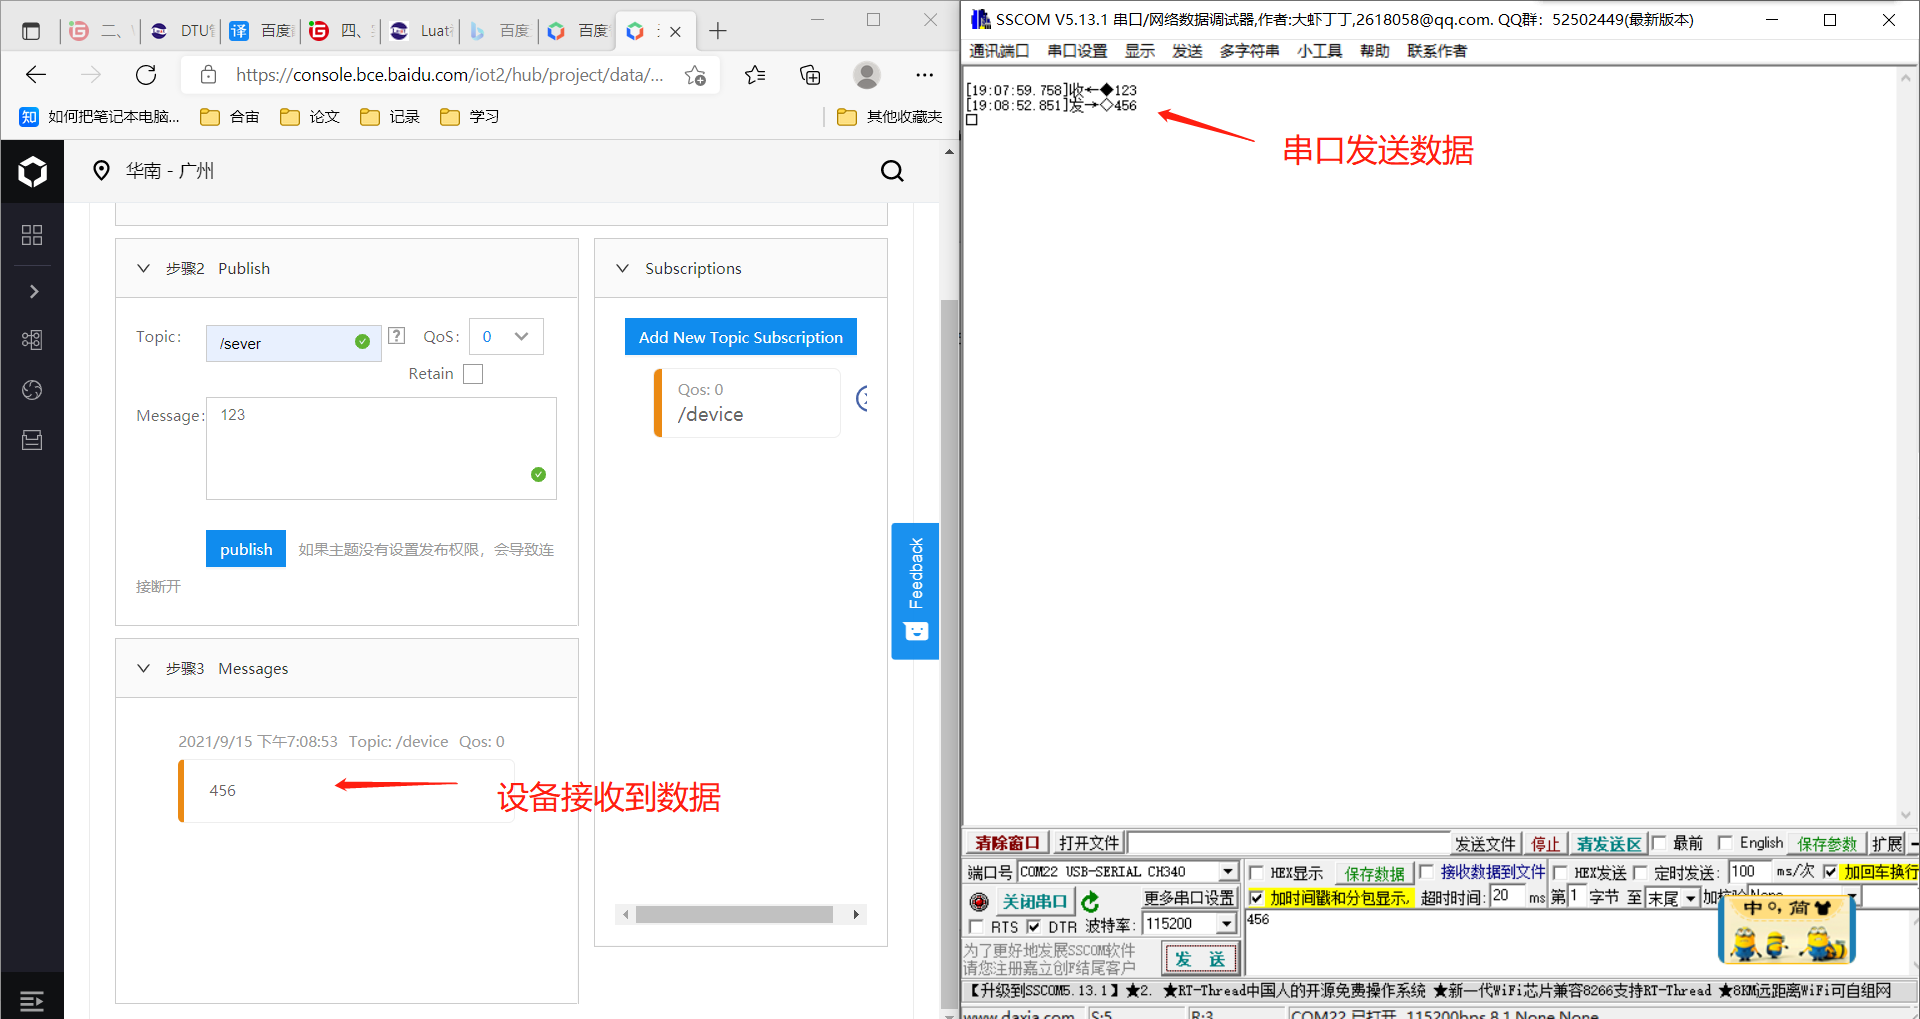 二、
DTU
百度
四、
Luat
百度
百度
https://console.bce.baidu.com/iot2/hub/project/data/...
知 如何把笔记本电脑...
合宙
论文
记录
学习
其他收藏夹
华南 - 广州
步骤2 Publish
Topic:
/sever
?
QoS:
0
Retain
Message:
123
publish
如果主题没有设置发布权限，会导致连
接断开
Subscriptions
Add New Topic Subscription
Qos: 0
/device
Feedback
步骤3 Messages
2021/9/15 下午7:08:53 Topic: /device Qos: 0
456
设备接收到数据
SSCOM V5.13.1 串口/网络数据调试器,作者:大虾丁丁,2618058@qq.com. QQ群：52502449(最新版本)
通讯端口 串口设置 显示 发送 多字符串 小工具 帮助 联系作者
[19:07:59.758]收←◆123
[19:08:52.851]发→◇456
串口发送数据
清除窗口 打开文件 发送文件 停止 清发送区 最前 English 保存参数 扩展
端口号 COM22 USB-SERIAL CH340 HEX显示 保存数据 接收数据到文件 HEX发送 定时发送: 100 ms/次 加回车换行
关闭串口 更多串口设置 加时间戳和分包显示, 超时时间: 20 ms 第 1 字节 至 末尾
RTS DTR 波特率: 115200
456
为了更好地发展SSCOM软件
请您注册嘉立创F结尾客户
发 送
中 简
【升级到SSCOM5.13.1】★2. ★RT-Thread中国人的开源免费操作系统 ★新一代WiFi芯片兼容8266支持RT-Thread ★8KM远距离WiFi可自组网
www.daxia.com S:5 R:3 COM22 已打开 115200bps,8,1,None,None